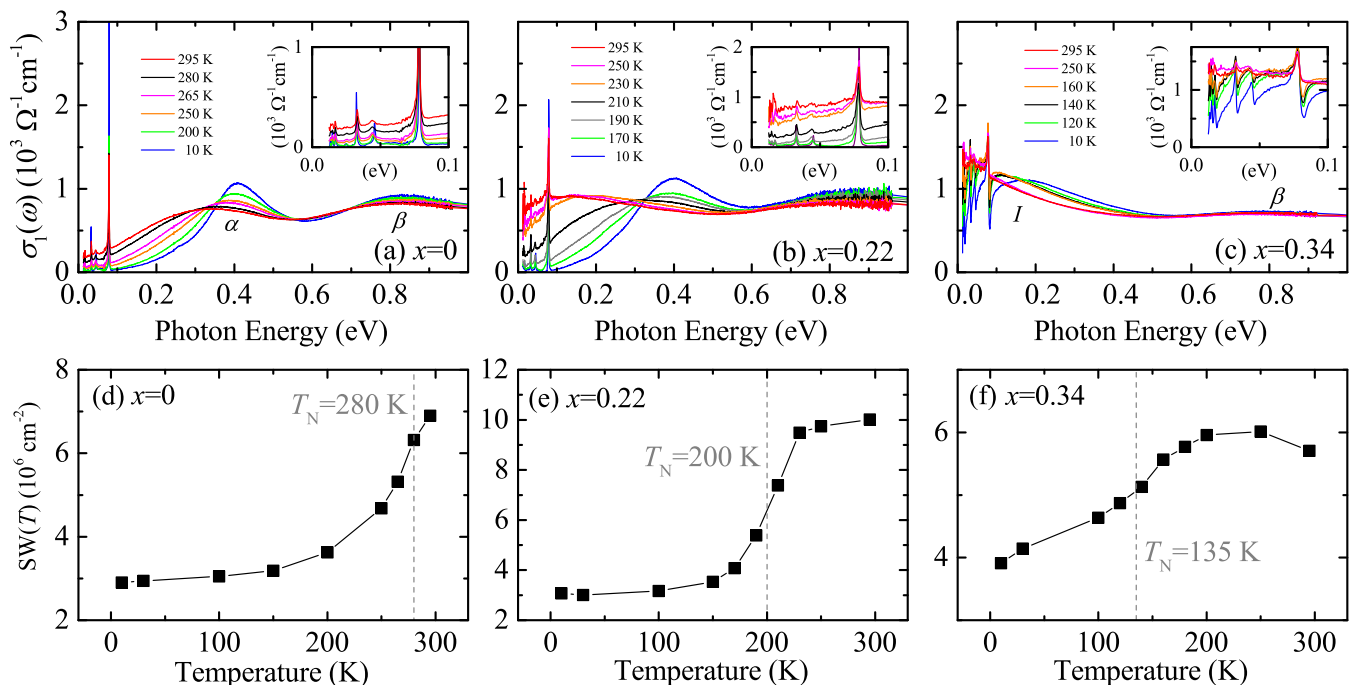 3
2
1
0
σ1(ω) (10³ Ω⁻¹cm⁻¹)
295 K
280 K
265 K
250 K
200 K
10 K
1
0
(10³ Ω⁻¹cm⁻¹)
0.0
(eV)
0.1
α
β
(a) x=0
0.0 0.2 0.4 0.6 0.8
Photon Energy (eV)
3
2
1
0
295 K
250 K
230 K
210 K
190 K
170 K
10 K
2
1
0
(10³ Ω⁻¹cm⁻¹)
0.0
(eV)
0.1
(b) x=0.22
0.0 0.2 0.4 0.6 0.8
Photon Energy (eV)
3
2
1
0
295 K
250 K
160 K
140 K
120 K
10 K
1
0
(10³ Ω⁻¹cm⁻¹)
0.0
(eV)
0.1
I
β
(c) x=0.34
0.0 0.2 0.4 0.6 0.8
Photon Energy (eV)
SW(T) (10⁶ cm⁻²)
8
6
4
2
(d) x=0
TN=280 K
0 100 200 300
Temperature (K)
12
10
8
6
4
2
(e) x=0.22
TN=200 K
0 100 200 300
Temperature (K)
6
4
(f) x=0.34
TN=135 K
0 100 200 300
Temperature (K)